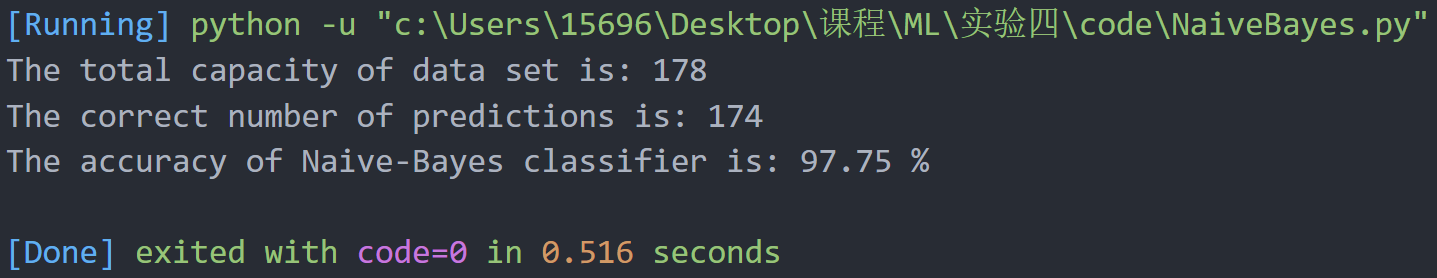 [Running] python -u "c:\Users\15696\Desktop\课程\ML\实验四\code\NaiveBayes.py"
The total capacity of data set is: 178
The correct number of predictions is: 174
The accuracy of Naive-Bayes classifier is: 97.75 %
[Done] exited with code=0 in 0.516 seconds